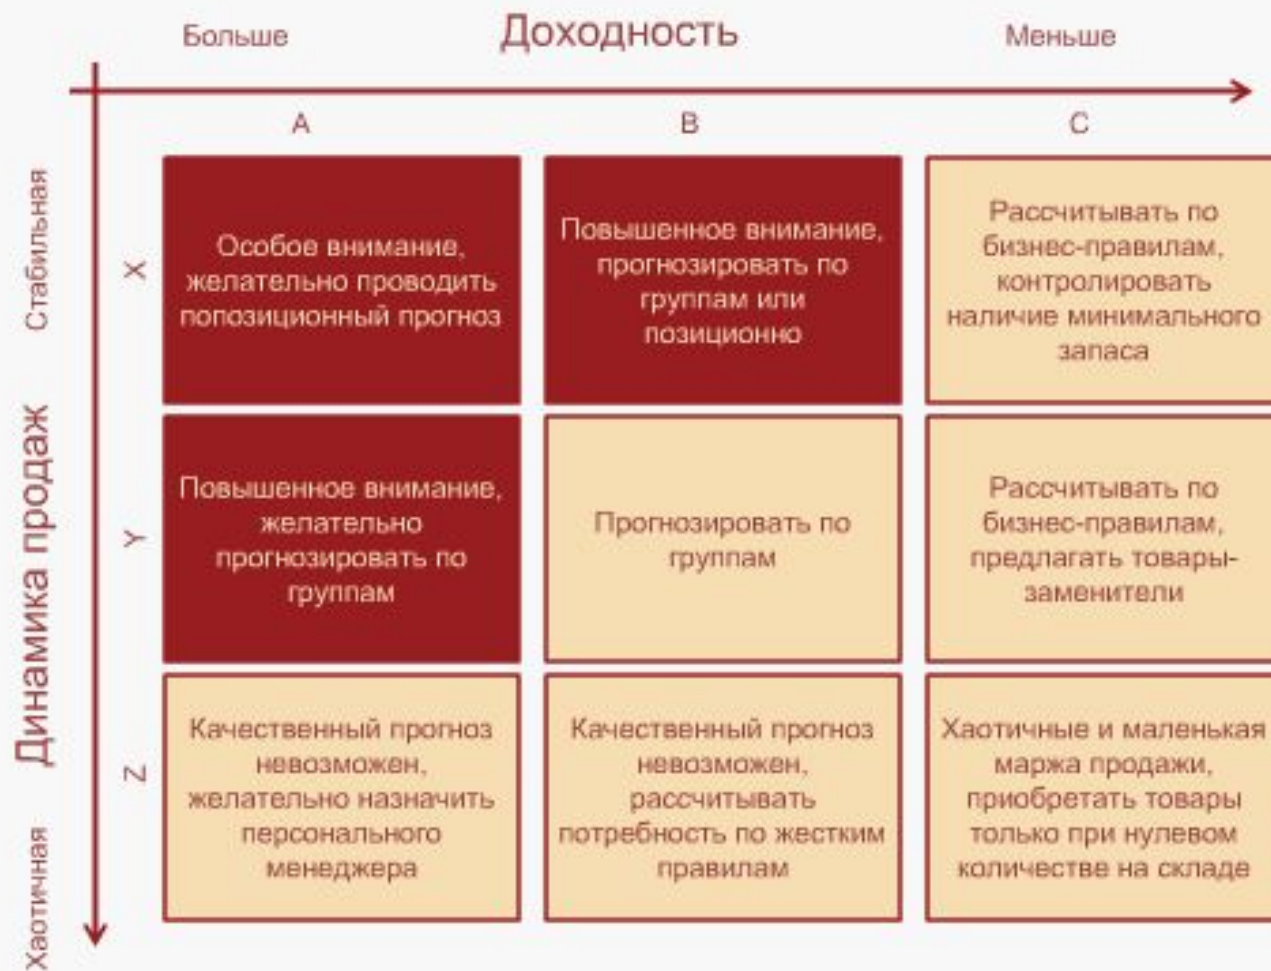 Больше
Доходность
Меньше
A
B
C
Стабильная
Динамика продаж
Хаотичная
X
Особое внимание,
желательно проводить
попозиционный прогноз
Повышенное внимание,
прогнозировать по
группам или
позиционно
Рассчитывать по
бизнес-правилам,
контролировать
наличие минимального
запаса
Y
Повышенное внимание,
желательно
прогнозировать по
группам
Прогнозировать по
группам
Рассчитывать по
бизнес-правилам,
предлагать товары-
заменители
Z
Качественный прогноз
невозможен,
желательно назначить
персонального
менеджера
Качественный прогноз
невозможен,
рассчитывать
потребность по жестким
правилам
Хаотичные и маленькая
маржа продажи,
приобретать товары
только при нулевом
количестве на складе